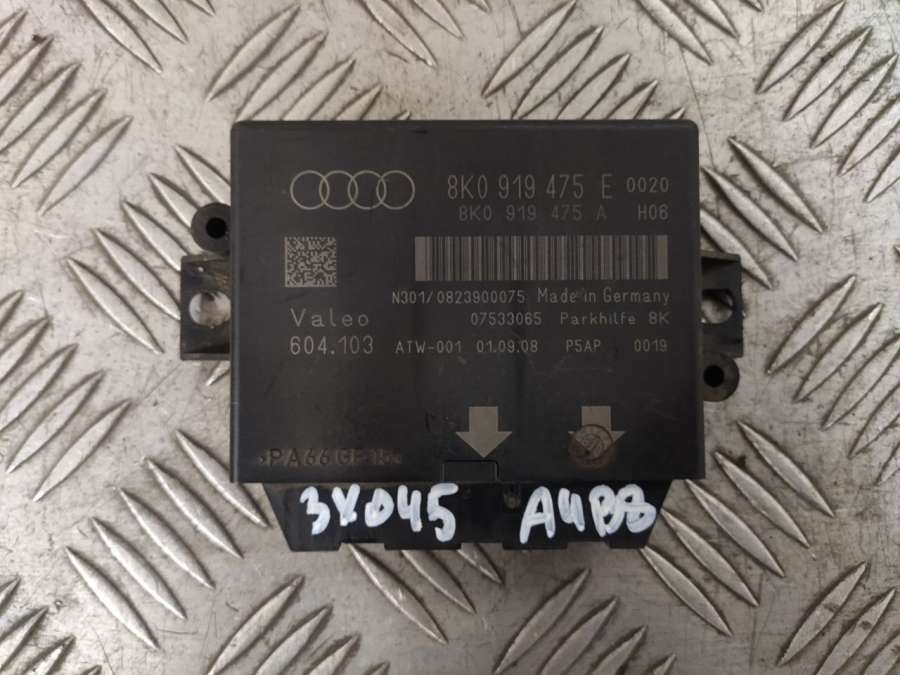 8K0 919 475 E 0020
8K0 919 475 A H06
N301/0823900075 Made in Germany
Valeo 07533065 Parkhilfe 8K
604.103 ATW-001 01.09.08 P5AP 0019
>PA66GF15<
3X045 A4B8